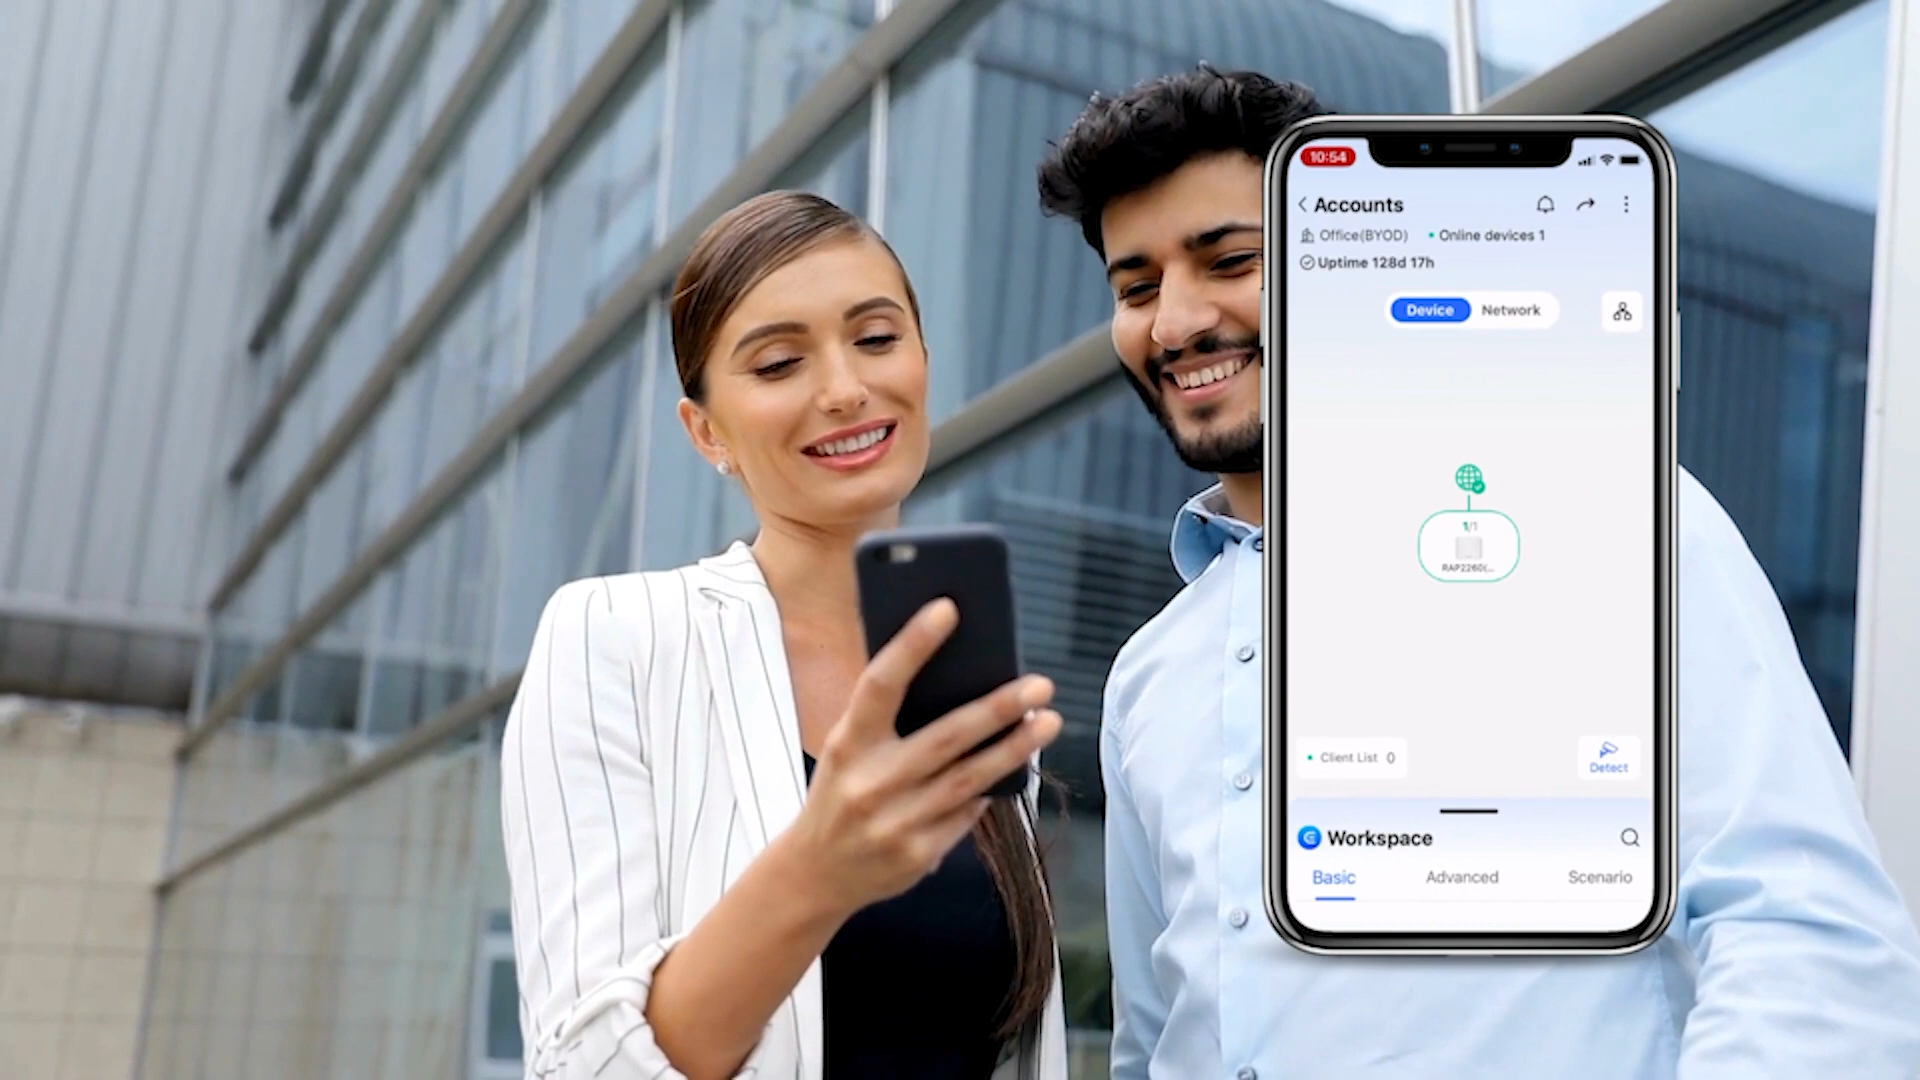 10:54
Accounts
Office(BYOD) Online devices 1
Uptime 128d 17h
Device Network
1/1
RAP2260(...
Client List 0
Detect
Workspace
Basic Advanced Scenario